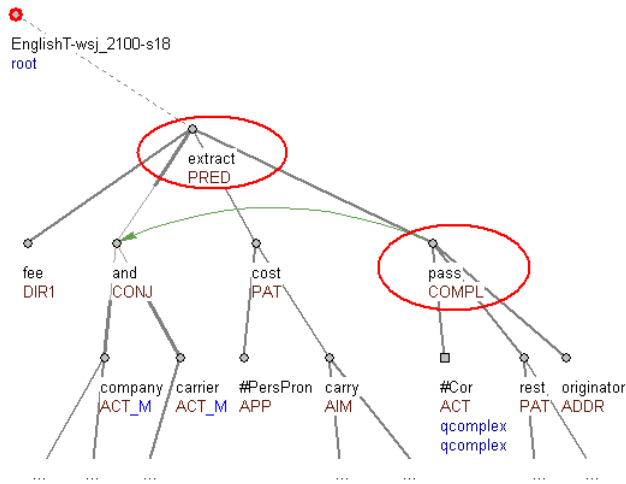 EnglishT-wsj_2100-s18
root
extract
PRED
fee and cost pass
DIR1 CONJ PAT COMPL
company carrier #PersPron carry #Cor rest originator
ACT_M ACT_M APP AIM ACT PAT ADDR
qcomplex
qcomplex
... ... ... ... ... ... ...